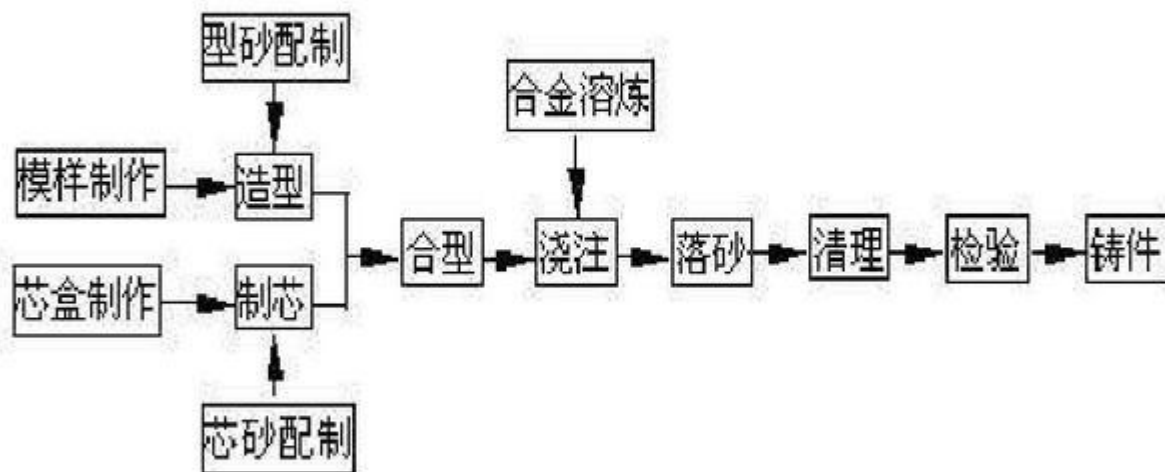 型砂配制
合金溶炼
模样制作
造型
合型
浇注
落砂
清理
检验
铸件
芯盒制作
制芯
芯砂配制